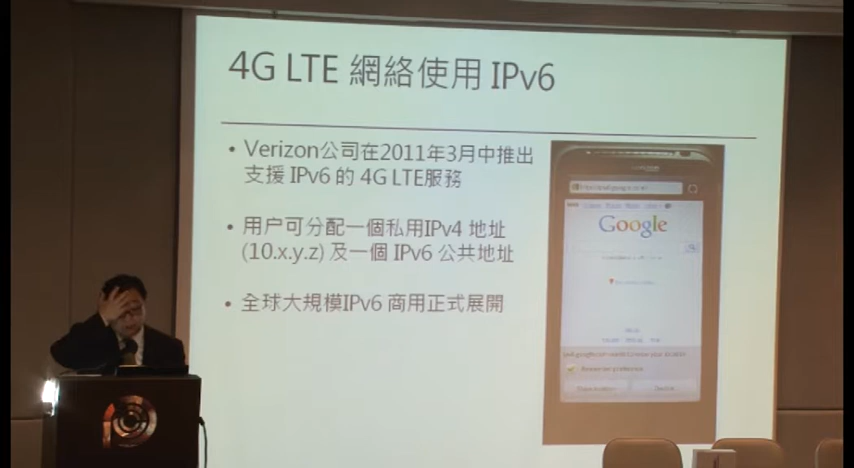 4G LTE 網絡使用 IPv6
• Verizon公司在2011年3月中推出
支援 IPv6 的 4G LTE服務
• 用户可分配一個私用IPv4 地址
(10.x.y.z) 及一個 IPv6 公共地址
• 全球大規模IPv6 商用正式展開
Google